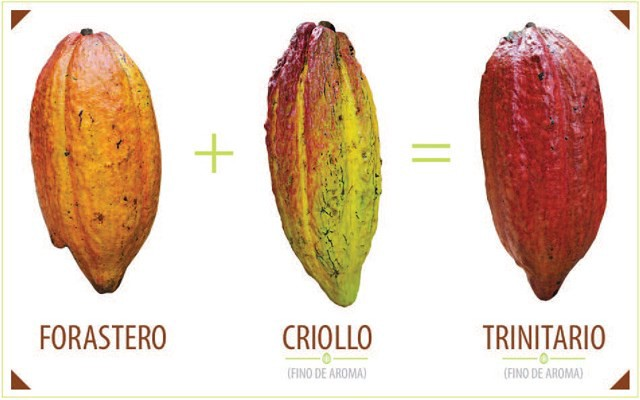 FORASTERO + CRIOLLO = TRINITARIO
(FINO DE AROMA) (FINO DE AROMA)